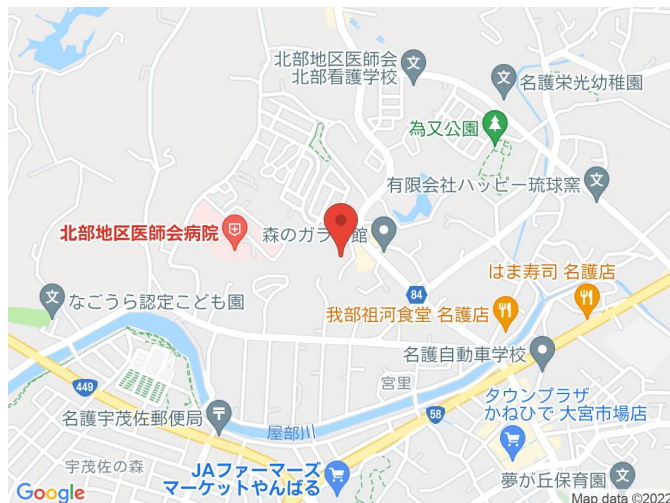 北部地区医師会
北部看護学校
文
文
名護栄光幼稚園
為又公園
有限会社ハッピー琉球窯
文
北部地区医師会病院
森のガラ
館
はま寿司 名護店
84
文
なごうら認定こども園
我部祖河食堂 名護店
名護自動車学校
449
宮里
タウンプラザ
かねひで 大宮市場店
58
名護宇茂佐郵便局
屋部川
宇茂佐の森
JAファーマーズ
マーケットやんばる
夢が丘保育園
文
Google
Map data ©2022